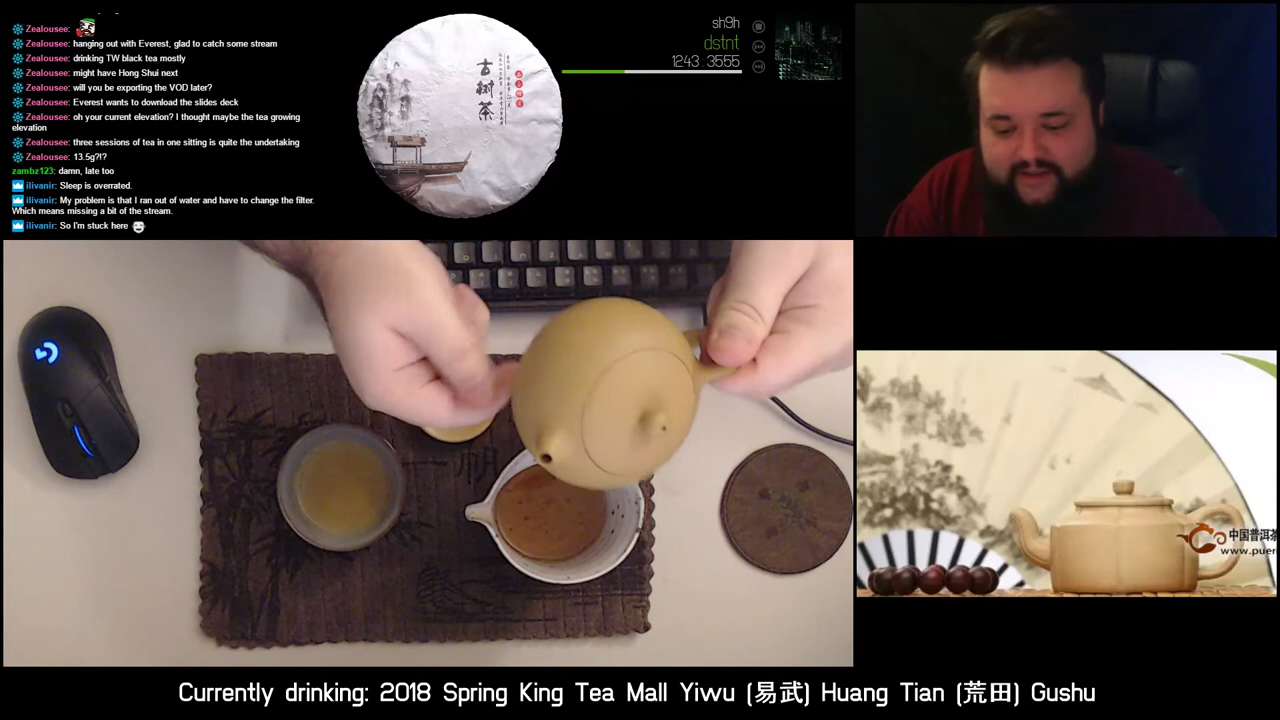 Zealousee:
Zealousee: hanging out with Everest, glad to catch some stream
Zealousee: drinking TW black tea mostly
Zealousee: might have Hong Shui next
Zealousee: will you be exporting the VOD later?
Zealousee: Everest wants to download the slides deck
Zealousee: oh your current elevation? I thought maybe the tea growing
elevation
Zealousee: three sessions of tea in one sitting is quite the undertaking
Zealousee: 13.5g?!?
zambz123: damn, late too
ilivanir: Sleep is overrated.
ilivanir: My problem is that I ran out of water and have to change the filter.
Which means missing a bit of the stream.
ilivanir: So I'm stuck here
古树茶
sh9h
dstnt
1243 : 3555
一帆
中国普洱茶
www.puer
Currently drinking: 2018 Spring King Tea Mall Yiwu (易武) Huang Tian (荒田) Gushu